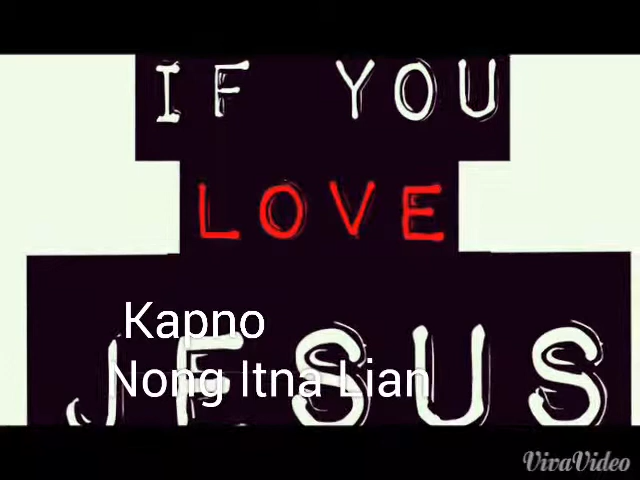 IF YOU
LOVE
JESUS
Kapno
Nong Itna Lian
VivaVideo